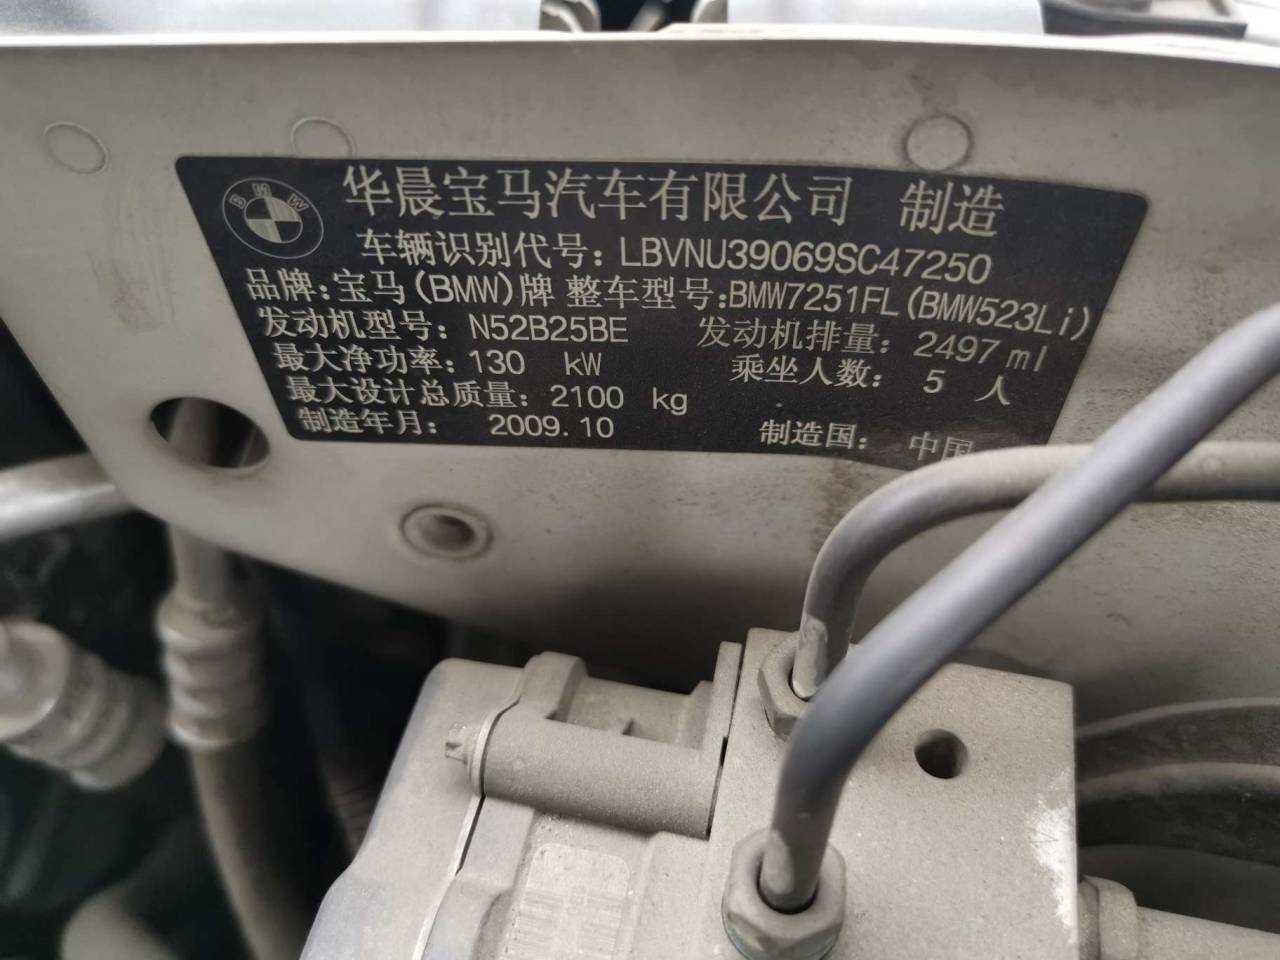 华晨宝马汽车有限公司 制造
车辆识别代号：LBVNU39069SC47250
品牌：宝马(BMW)牌 整车型号：BMW7251FL(BMW523Li)
发动机型号：N52B25BE 发动机排量：2497ml
最大净功率：130 kW 乘坐人数：5 人
最大设计总质量：2100 kg
制造年月：2009.10 制造国：中国